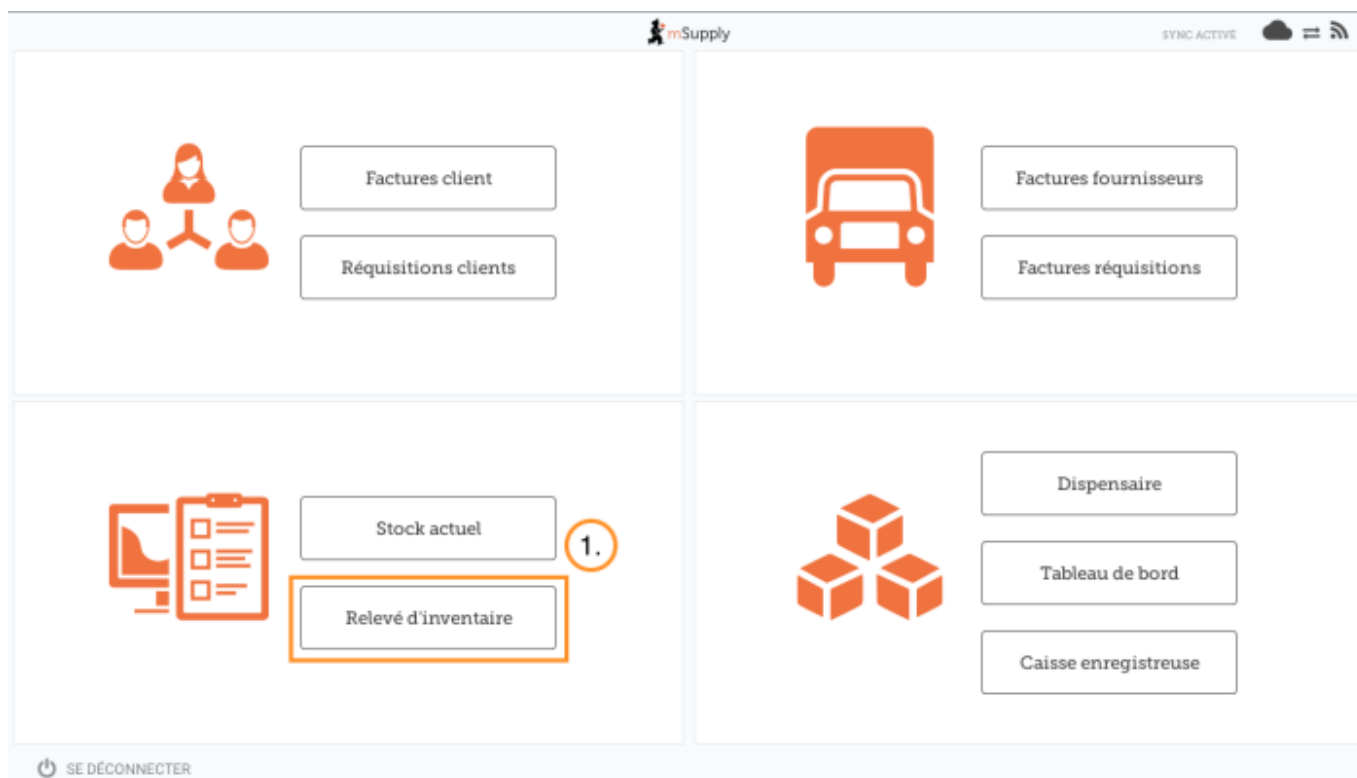 mSupply
SYNC ACTIVÉ
Factures client
Réquisitions clients
Factures fournisseurs
Factures réquisitions
Stock actuel
1.
Relevé d'inventaire
Dispensaire
Tableau de bord
Caisse enregistreuse
SE DÉCONNECTER